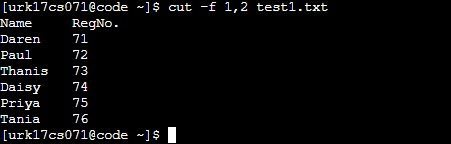 [urk17cs071@code ~]$ cut -f 1,2 test1.txt
Name    RegNo.
Daren   71
Paul    72
Thanis  73
Daisy   74
Priya   75
Tania   76
[urk17cs071@code ~]$